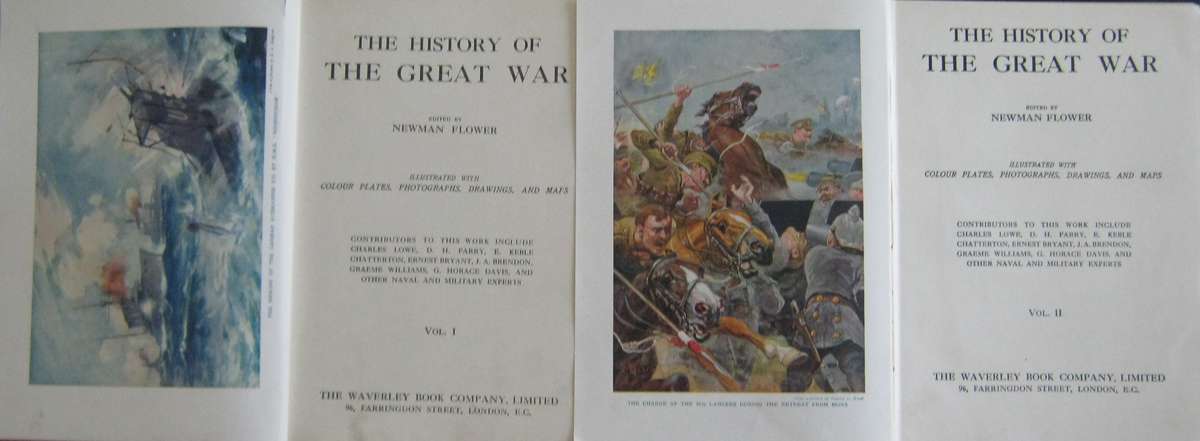 THE HISTORY OF
THE GREAT WAR
EDITED BY
NEWMAN FLOWER
ILLUSTRATED WITH
COLOUR PLATES, PHOTOGRAPHS, DRAWINGS, AND MAPS
CONTRIBUTORS TO THIS WORK INCLUDE
CHARLES LOWE, D. H. PARRY, E. KEBLE
CHATTERTON, ERNEST BRYANT, J. A. BRENDON,
GRAEME WILLIAMS, G. HORACE DAVIS, AND
OTHER NAVAL AND MILITARY EXPERTS
VOL. I
THE WAVERLEY BOOK COMPANY, LIMITED
96, FARRINGDON STREET, LONDON, E.C.
THE CHARGE OF THE 9th LANCERS DURING THE RETREAT FROM MONS
THE HISTORY OF
THE GREAT WAR
EDITED BY
NEWMAN FLOWER
ILLUSTRATED WITH
COLOUR PLATES, PHOTOGRAPHS, DRAWINGS, AND MAPS
CONTRIBUTORS TO THIS WORK INCLUDE
CHARLES LOWE, D. H. PARRY, E. KEBLE
CHATTERTON, ERNEST BRYANT, J. A. BRENDON,
GRAEME WILLIAMS, G. HORACE DAVIS, AND
OTHER NAVAL AND MILITARY EXPERTS
VOL. II
THE WAVERLEY BOOK COMPANY, LIMITED
96, FARRINGDON STREET, LONDON, E.C.